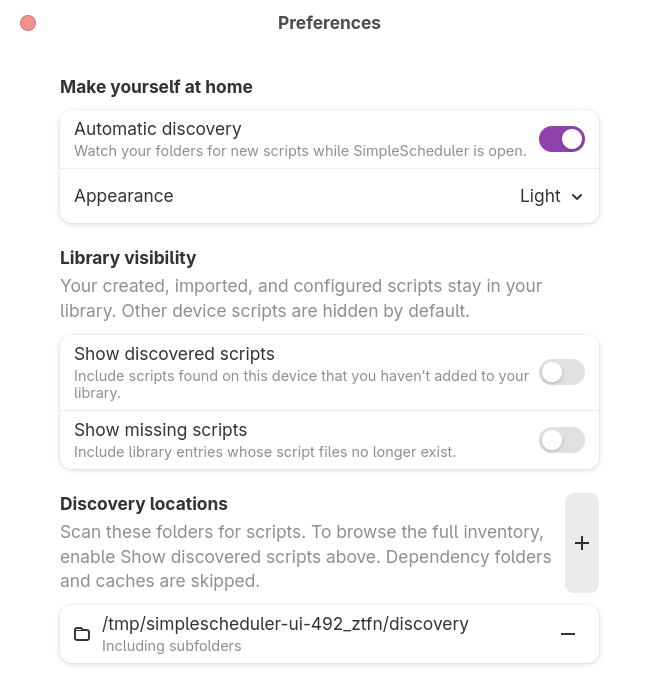 Preferences
Make yourself at home
Automatic discovery
Watch your folders for new scripts while SimpleScheduler is open.
Appearance
Light
Library visibility
Your created, imported, and configured scripts stay in your
library. Other device scripts are hidden by default.
Show discovered scripts
Include scripts found on this device that you haven’t added to your
library.
Show missing scripts
Include library entries whose script files no longer exist.
Discovery locations
Scan these folders for scripts. To browse the full inventory,
enable Show discovered scripts above. Dependency folders
and caches are skipped.
/tmp/simplescheduler-ui-492_ztfn/discovery
Including subfolders